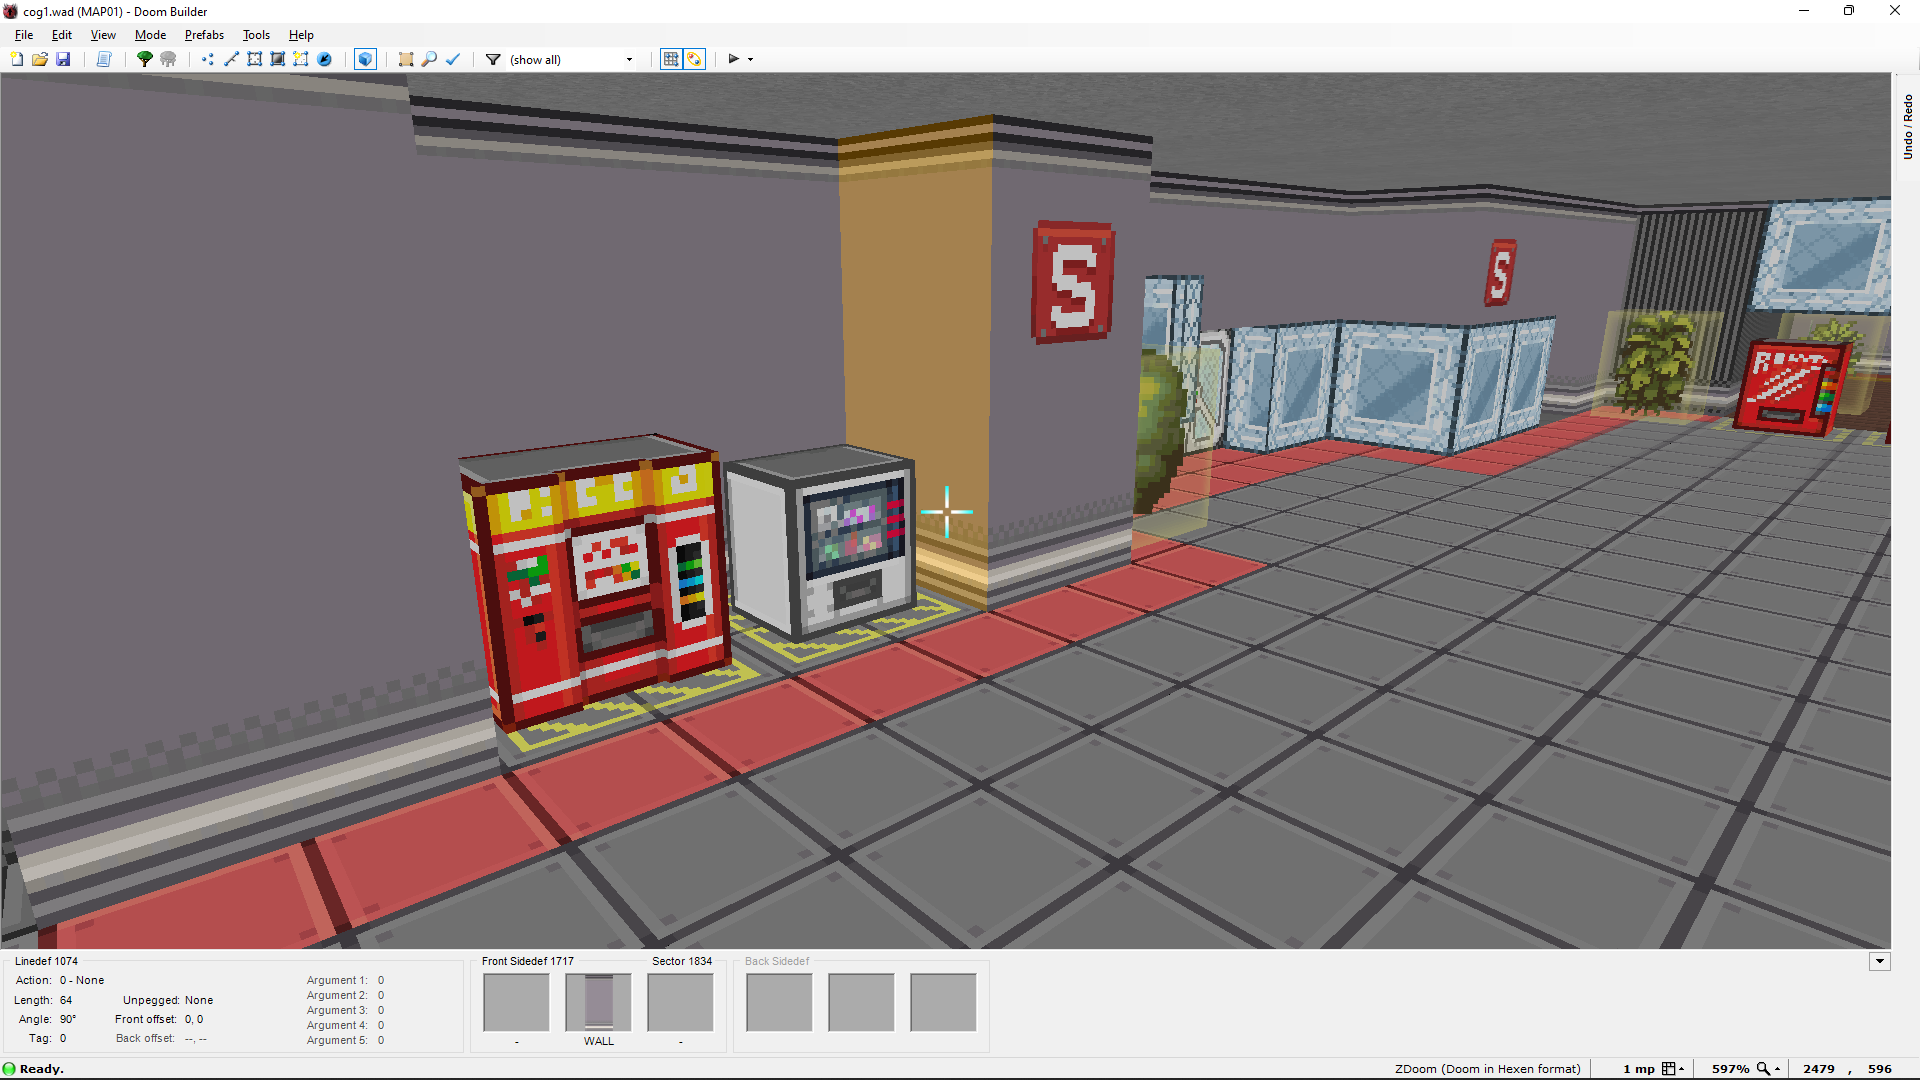 cog1.wad (MAP01) - Doom Builder
File Edit View Mode Prefabs Tools Help
(show all)
Undo / Redo
S
S
Linedef 1074
Action: 0 - None
Length: 64 Unpegged: None
Angle: 90° Front offset: 0, 0
Tag: 0 Back offset: --, --
Argument 1: 0
Argument 2: 0
Argument 3: 0
Argument 4: 0
Argument 5: 0
Front Sidedef 1717 Sector 1834
- WALL -
Back Sidedef
Ready.
ZDoom (Doom in Hexen format) 1 mp 597% 2479 , 596